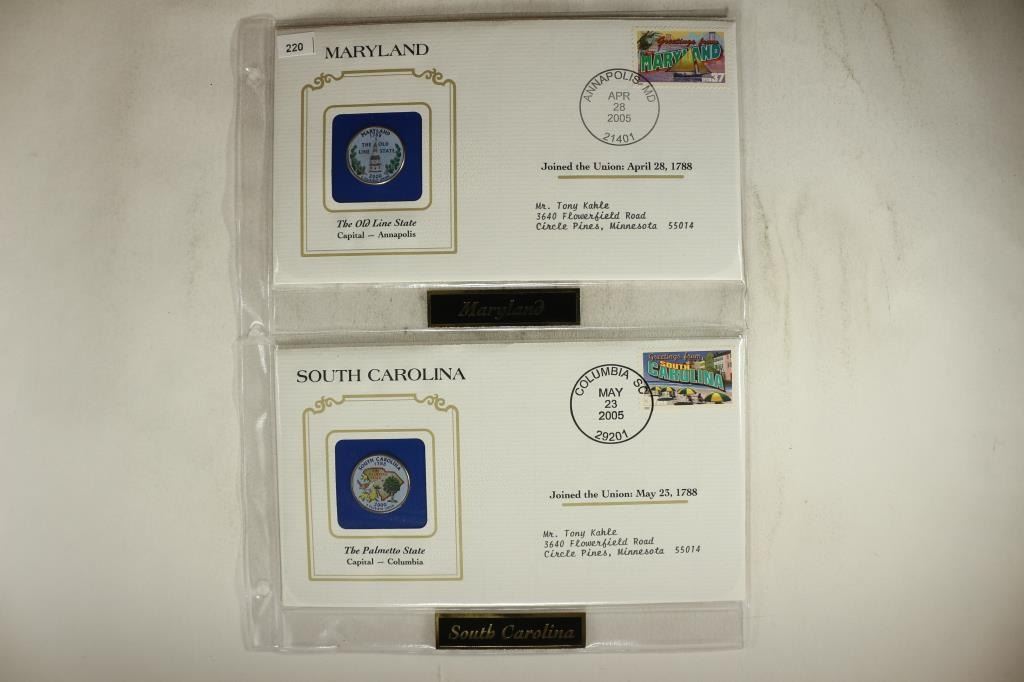 220
MARYLAND
Greetings from
MARYLAND
37
ANNAPOLIS MD
APR
28
2005
21401
MARYLAND
1788
THE OLD
LINE STATE
2000
Joined the Union: April 28, 1788
Mr. Tony Kahle
3640 Flowerfield Road
Circle Pines, Minnesota 55014
The Old Line State
Capital — Annapolis
Maryland
SOUTH CAROLINA
Greetings from
SOUTH
CAROLINA
COLUMBIA SC
MAY
23
2005
29201
SOUTH CAROLINA
1788
2000
Joined the Union: May 23, 1788
Mr. Tony Kahle
3640 Flowerfield Road
Circle Pines, Minnesota 55014
The Palmetto State
Capital — Columbia
South Carolina